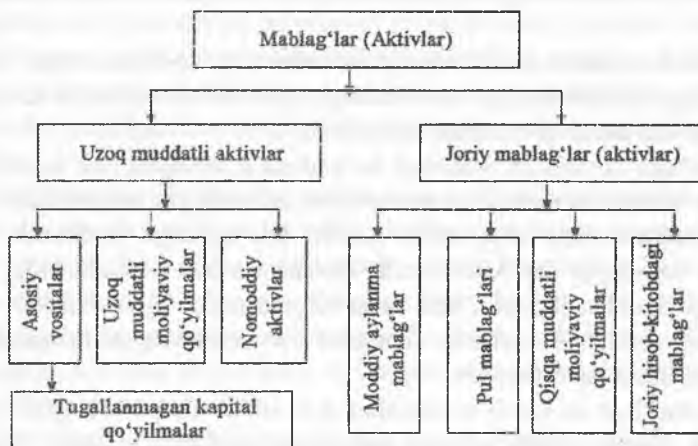 Mablag‘lar (Aktivlar)
Uzoq muddatli aktivlar
Joriy mablag‘lar (aktivlar)
Asosiy
vositalar
Uzoq
muddatli
moliyaviy
qo‘yilmalar
Nomoddiy
aktivlar
Moddiy aylanma
mablag‘lar
Pul mablag‘lari
Qisqa muddatli
moliyaviy
qo‘yilmalar
Joriy hisob-kitobdagi
mablag‘lar
Tugallanmagan kapital
qo‘yilmalar